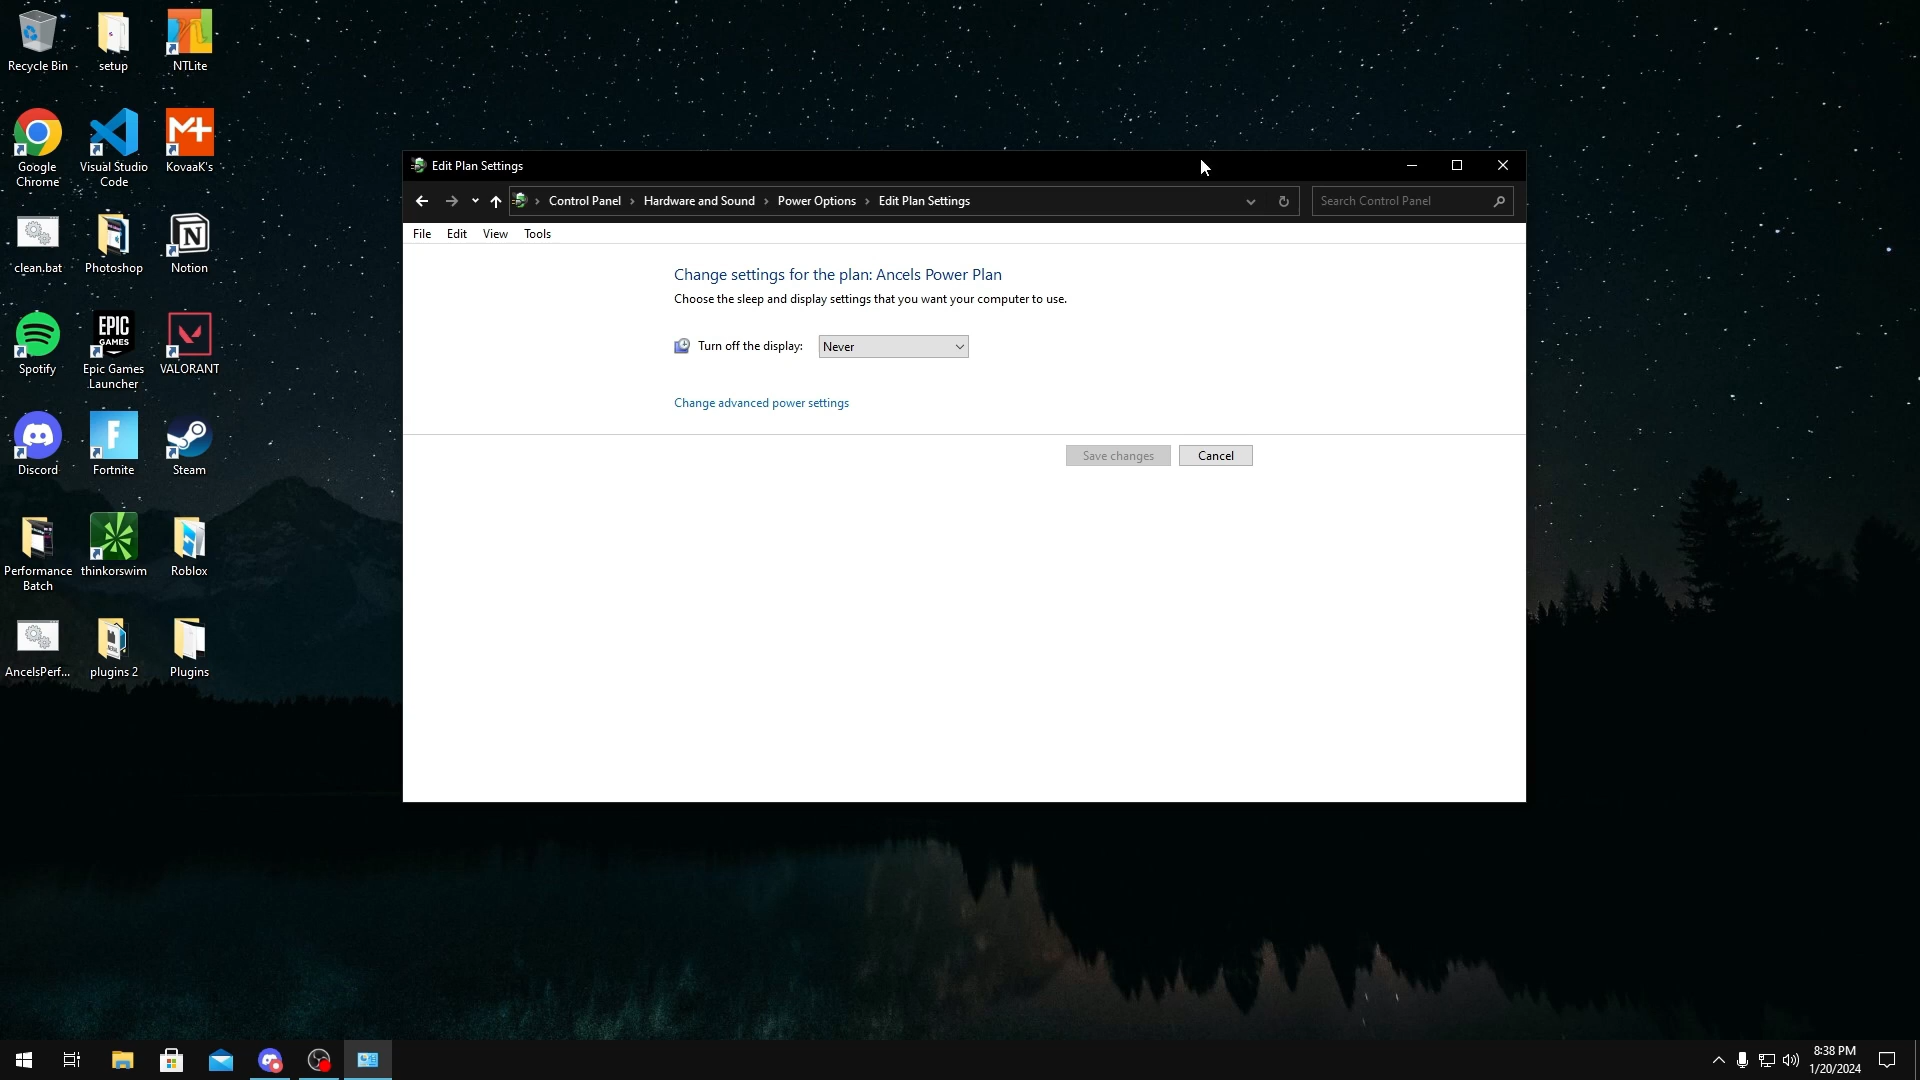 Recycle Bin
setup
NTLite
Google
Chrome
Visual Studio
Code
M+
KovaaK's
clean.bat
Photoshop
Notion
Spotify
EPIC
GAMES
Epic Games
Launcher
VALORANT
Discord
F
Fortnite
Steam
Performance
Batch
thinkorswim
Roblox
AncelsPerf...
plugins 2
Plugins
Edit Plan Settings
Control Panel > Hardware and Sound > Power Options > Edit Plan Settings
Search Control Panel
File Edit View Tools
Change settings for the plan: Ancels Power Plan
Choose the sleep and display settings that you want your computer to use.
Turn off the display: Never
Change advanced power settings
Save changes Cancel
8:38 PM
1/20/2024